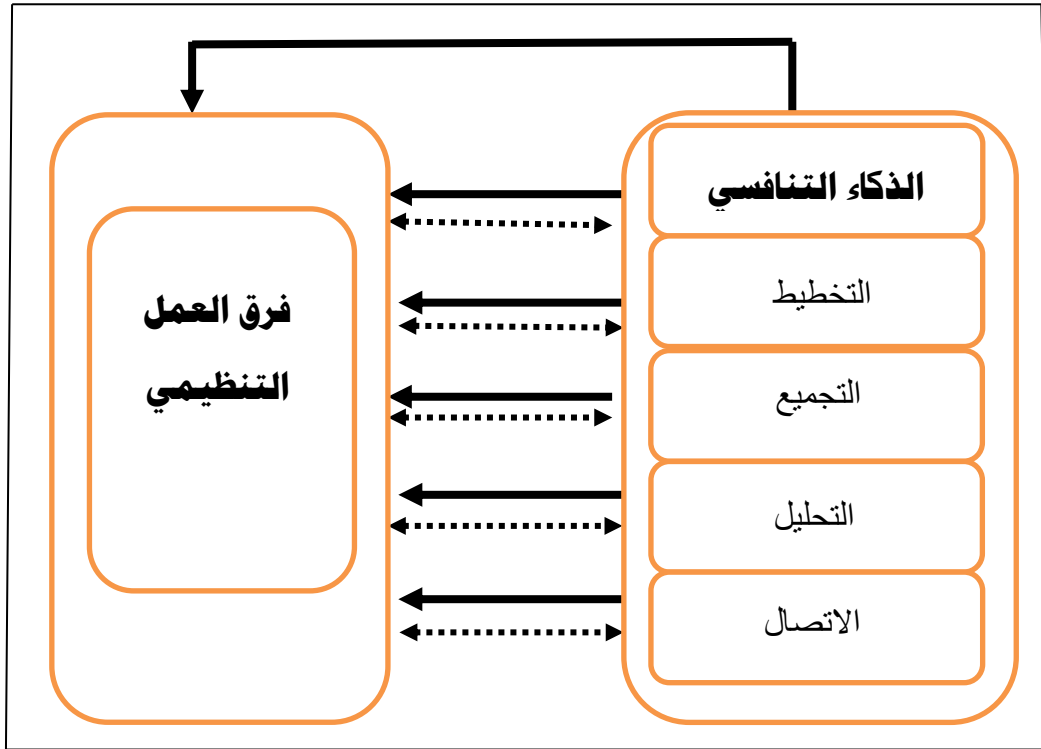 الذكاء التنافسي
التخطيط
التجميع
التحليل
الاتصال
فرق العمل
التنظيمي